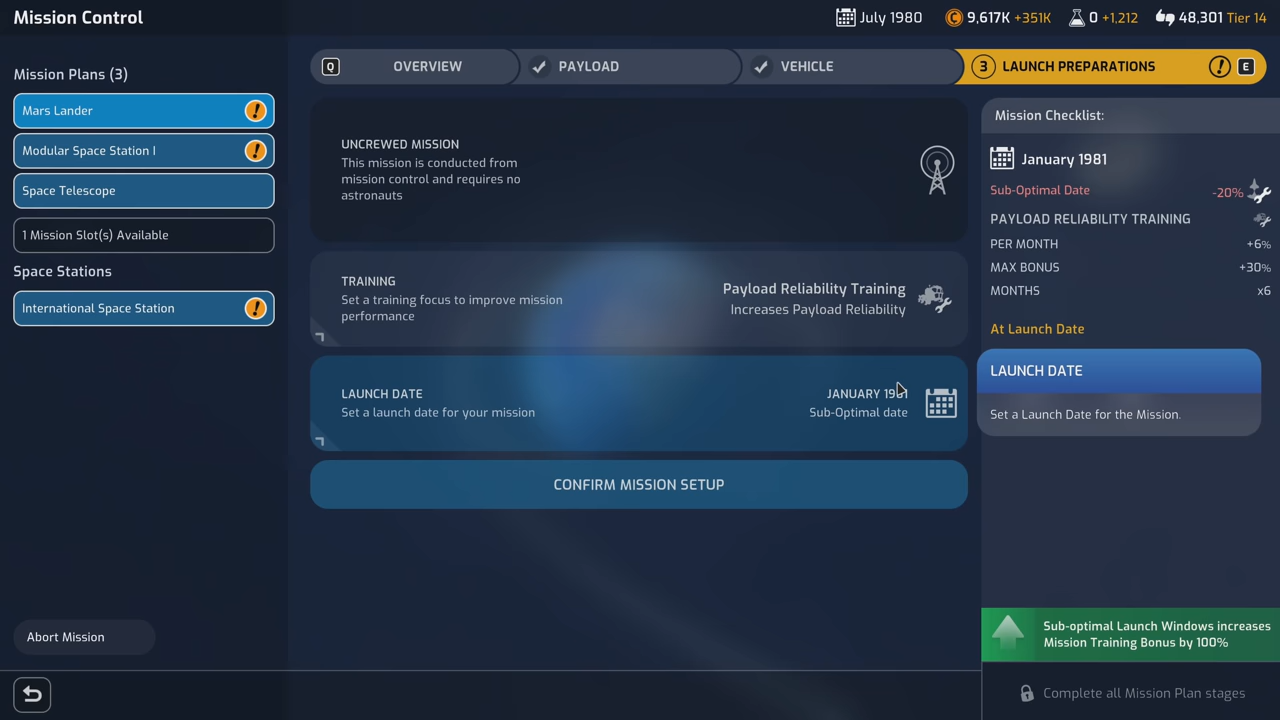 Mission Control
July 1980
9,617K +351K
0 +1,212
48,301 Tier 14
Mission Plans (3)
Mars Lander
Modular Space Station I
Space Telescope
1 Mission Slot(s) Available
Space Stations
International Space Station
Abort Mission
Q
OVERVIEW
PAYLOAD
VEHICLE
3
LAUNCH PREPARATIONS
E
UNCREWED MISSION
This mission is conducted from
mission control and requires no
astronauts
TRAINING
Set a training focus to improve mission
performance
Payload Reliability Training
Increases Payload Reliability
LAUNCH DATE
Set a launch date for your mission
JANUARY 1981
Sub-Optimal date
CONFIRM MISSION SETUP
Mission Checklist:
January 1981
Sub-Optimal Date
-20%
PAYLOAD RELIABILITY TRAINING
PER MONTH
+6%
MAX BONUS
+30%
MONTHS
x6
At Launch Date
LAUNCH DATE
Set a Launch Date for the Mission.
Sub-optimal Launch Windows increases
Mission Training Bonus by 100%
Complete all Mission Plan stages